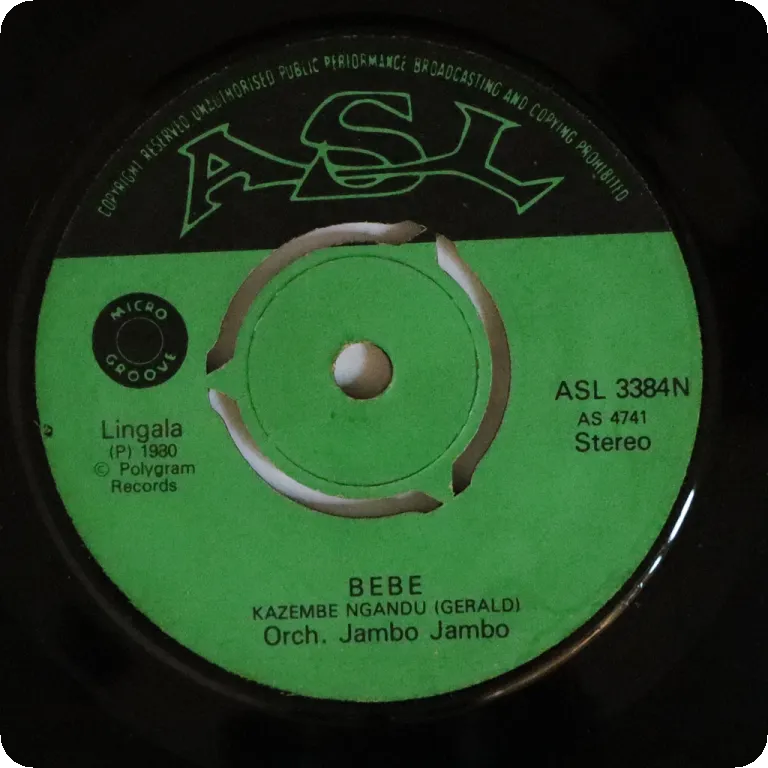 COPYRIGHT RESERVED UNAUTHORISED PUBLIC PERFORMANCE BROADCASTING AND COPYING PROHIBITED
ASL
MICRO
GROOVE
Lingala
(P) 1980
© Polygram
Records
ASL 3384N
AS 4741
Stereo
BEBE
KAZEMBE NGANDU (GERALD)
Orch. Jambo Jambo